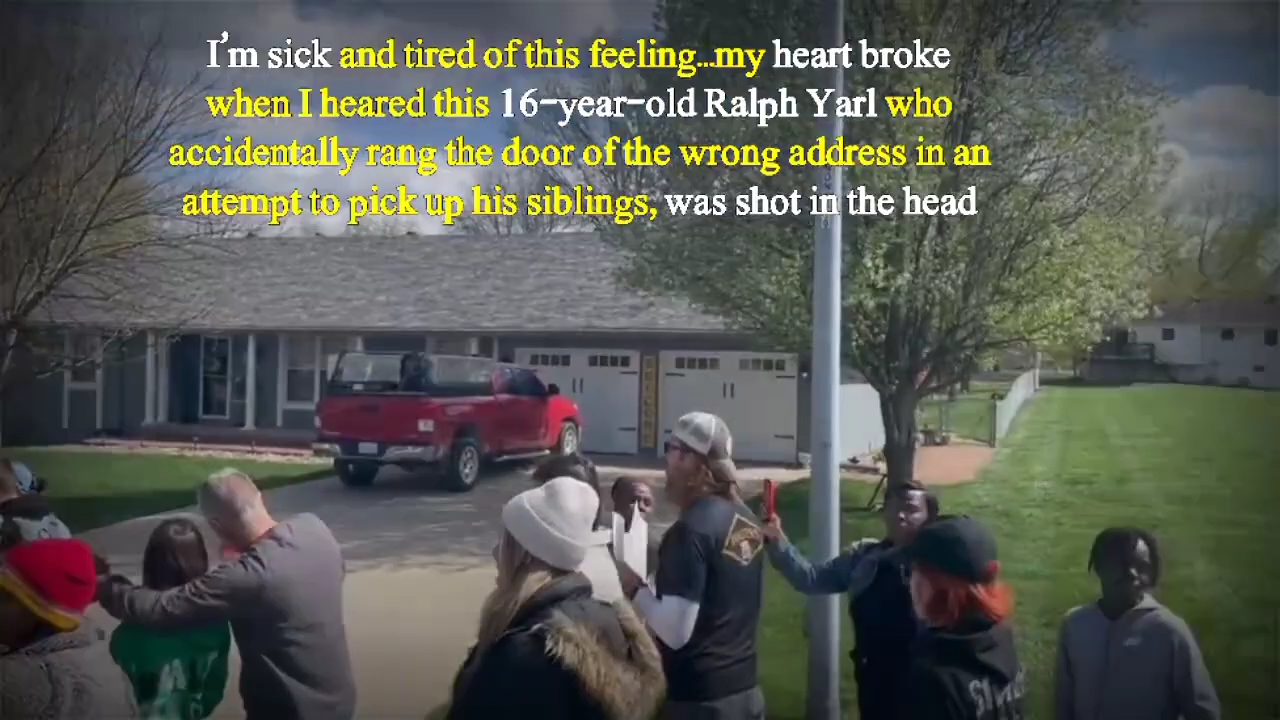 I'm sick and tired of this feeling...my heart broke
when I heared this 16-year-old Ralph Yarl who
accidentally rang the door of the wrong address in an
attempt to pick up his siblings, was shot in the head